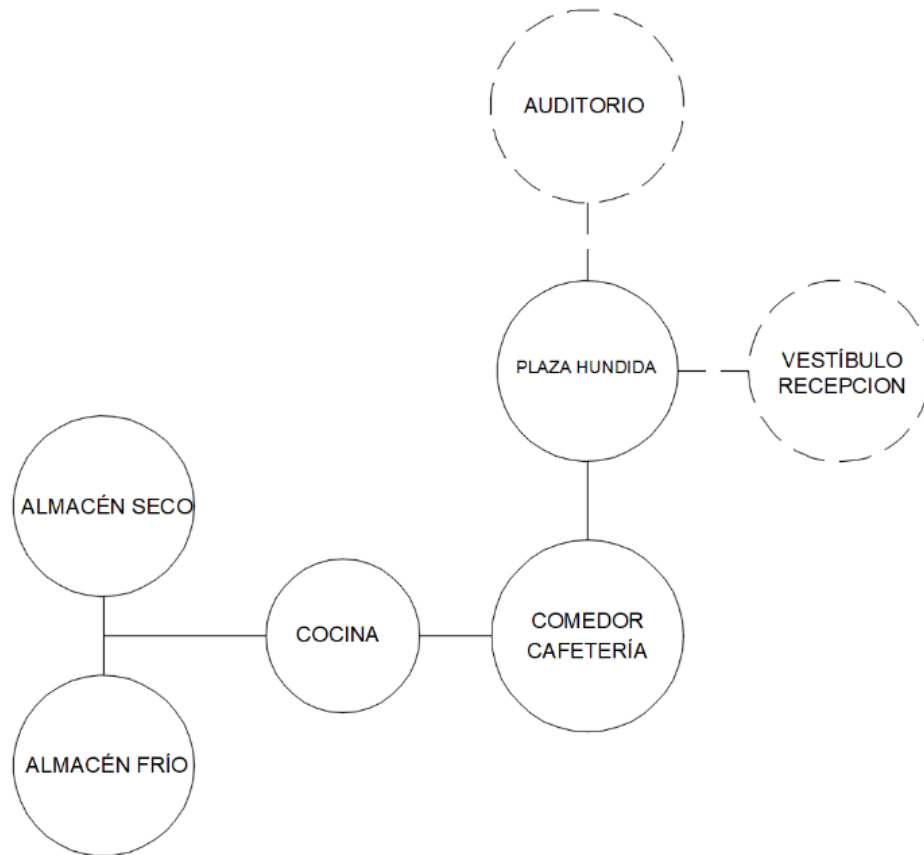 AUDITORIO
PLAZA HUNDIDA
VESTÍBULO
RECEPCION
ALMACÉN SECO
COCINA
COMEDOR
CAFETERÍA
ALMACÉN FRÍO